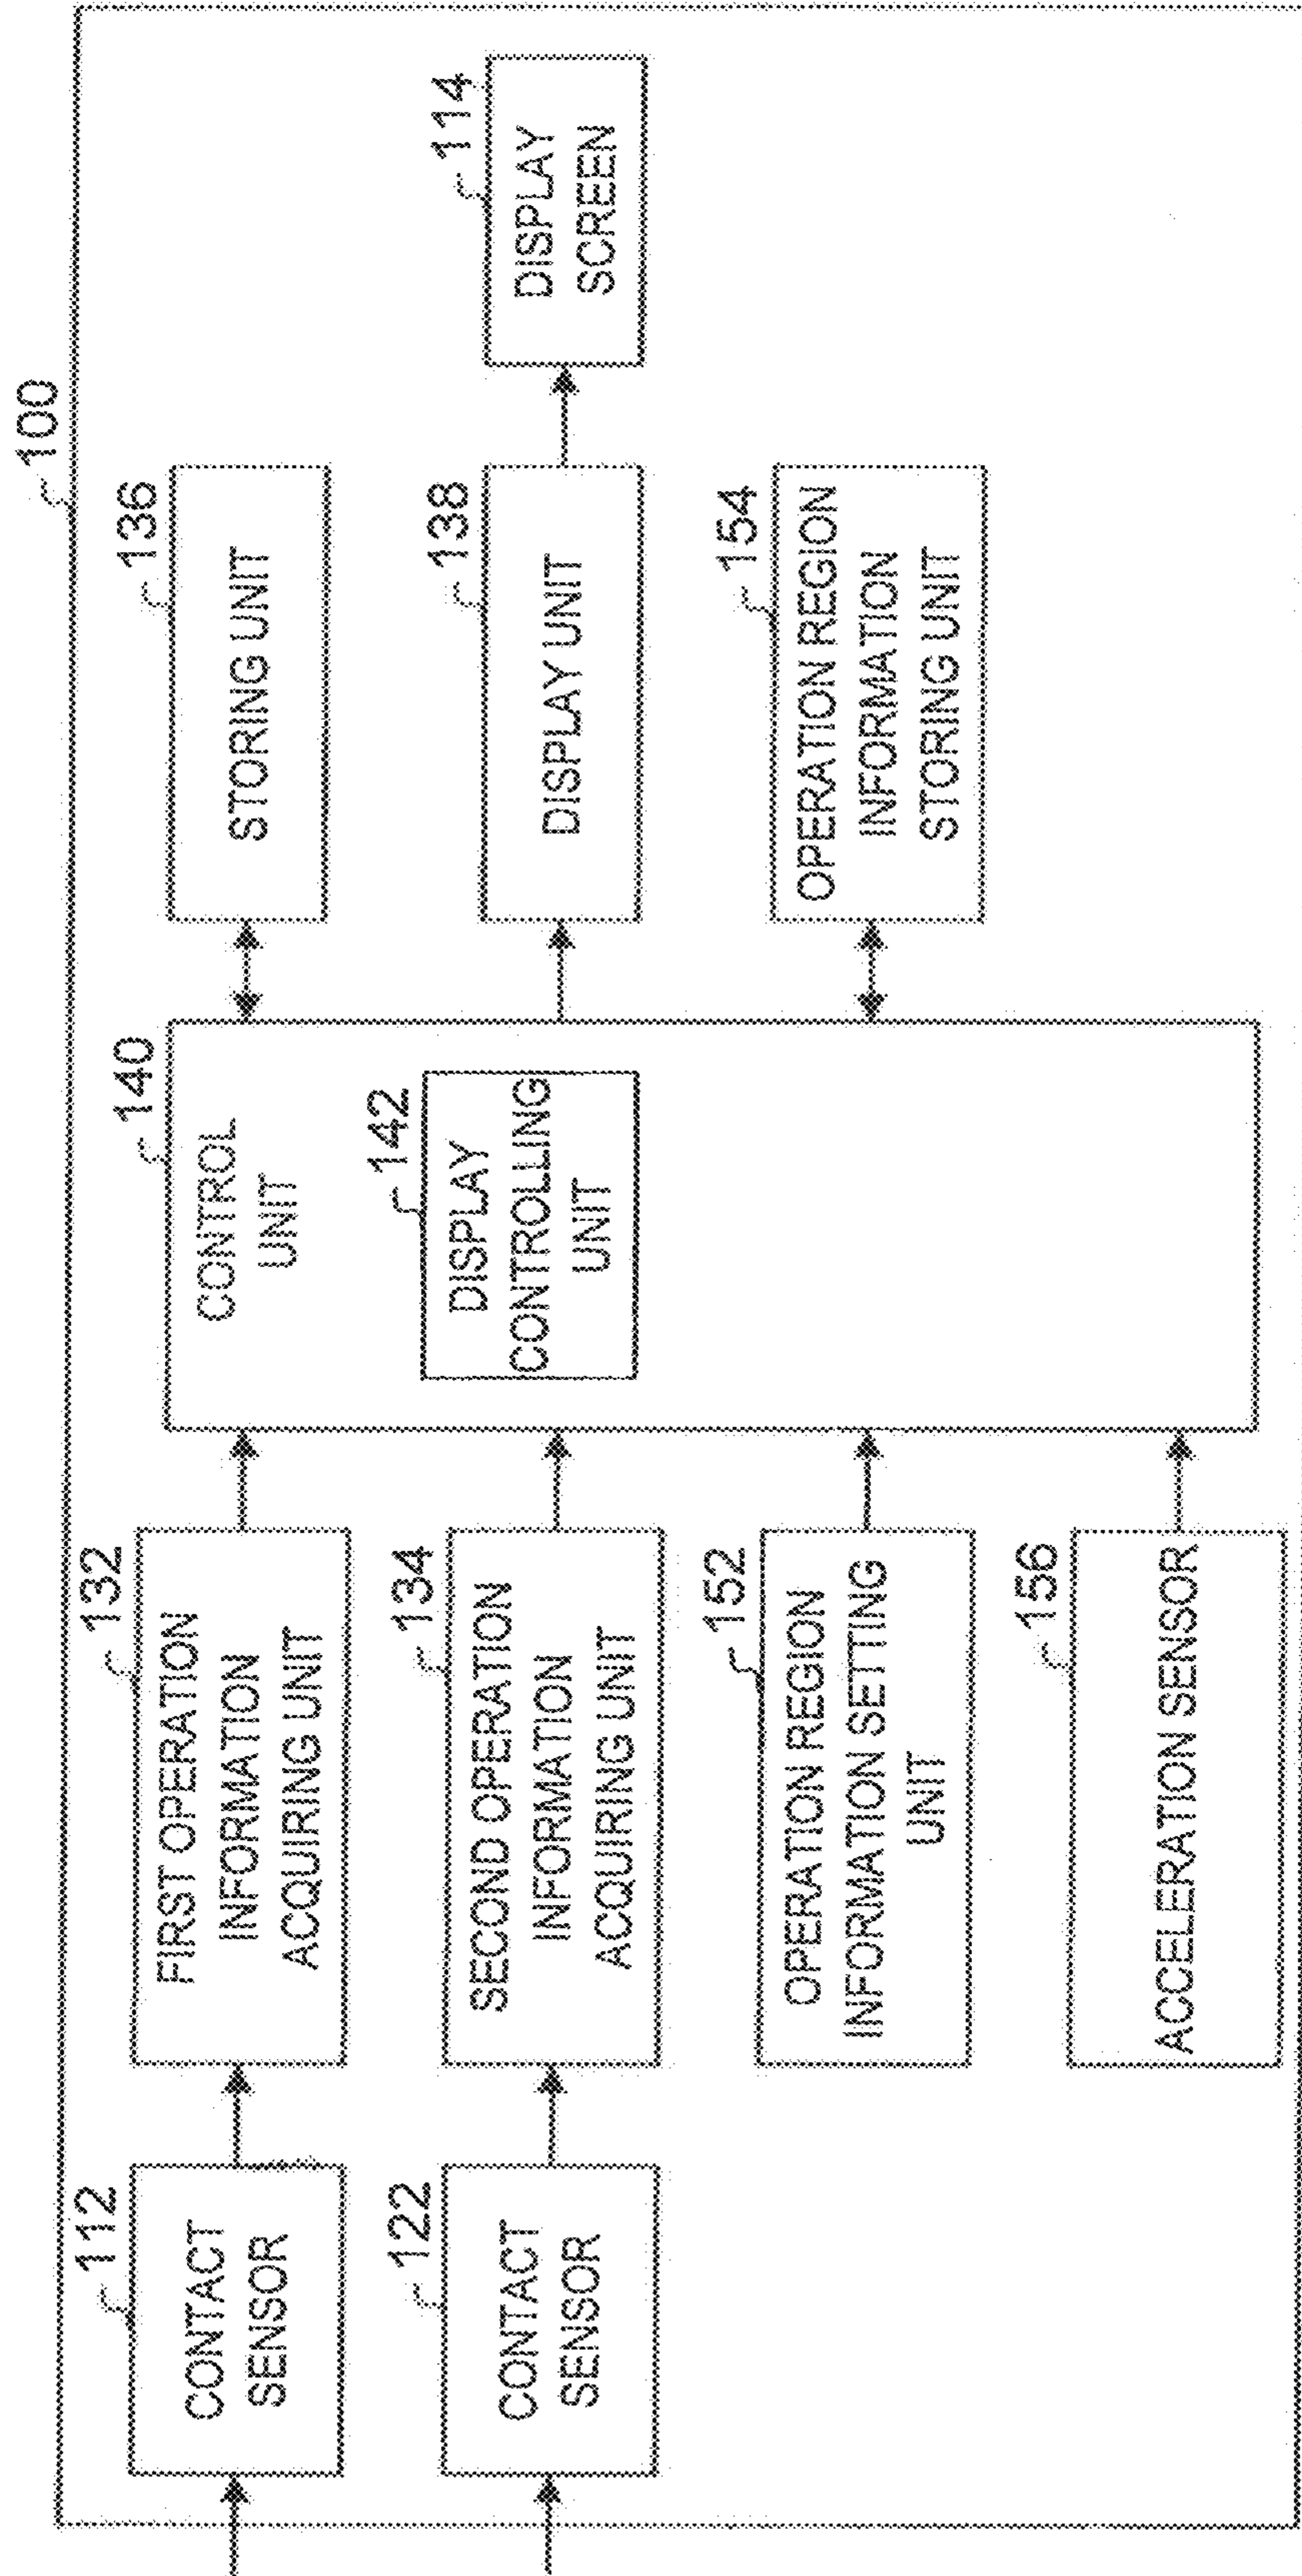 100
112
CONTACT
SENSOR
132
FIRST OPERATION
INFORMATION
ACQUIRING UNIT
140
CONTROL
UNIT
136
STORING UNIT
122
CONTACT
SENSOR
134
SECOND OPERATION
INFORMATION
ACQUIRING UNIT
142
DISPLAY
CONTROLLING
UNIT
138
DISPLAY UNIT
114
DISPLAY
SCREEN
152
OPERATION REGION
INFORMATION SETTING
UNIT
154
OPERATION REGION
INFORMATION
STORING UNIT
156
ACCELERATION SENSOR